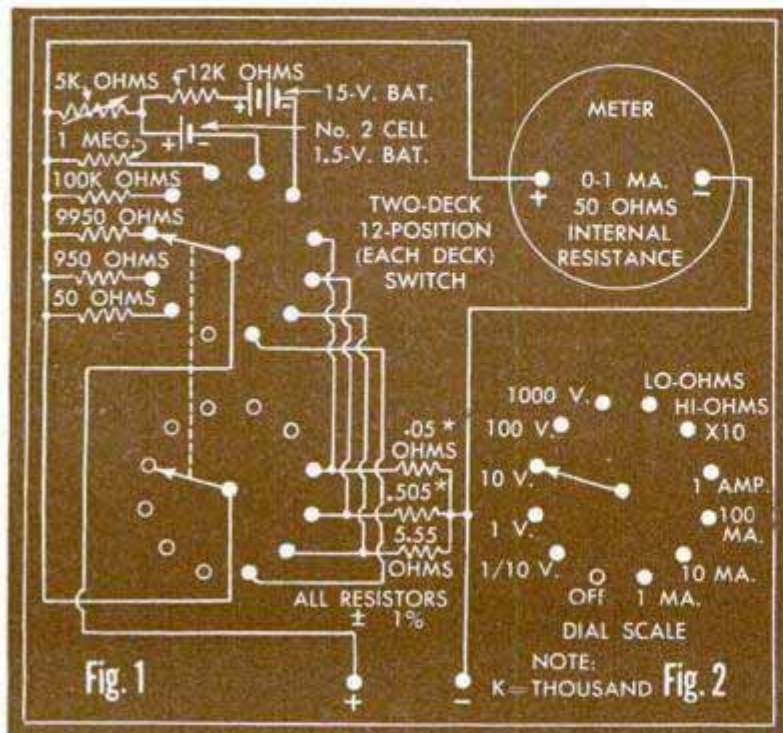 5K OHMS
12K OHMS
+ -
15-V. BAT.
No. 2 CELL
1.5-V. BAT.
+ -
1 MEG.
100K OHMS
9950 OHMS
950 OHMS
50 OHMS
TWO-DECK
12-POSITION
(EACH DECK)
SWITCH
METER
+ -
0-1 MA.
50 OHMS
INTERNAL
RESISTANCE
.05*
OHMS
.505*
5.55
OHMS
ALL RESISTORS
± 1%
+ -
Fig. 1
1000 V.
LO-OHMS
HI-OHMS
X10
100 V.
10 V.
1 AMP.
1 V.
100
MA.
1/10 V.
10 MA.
OFF
1 MA.
DIAL SCALE
NOTE:
K=THOUSAND
Fig. 2